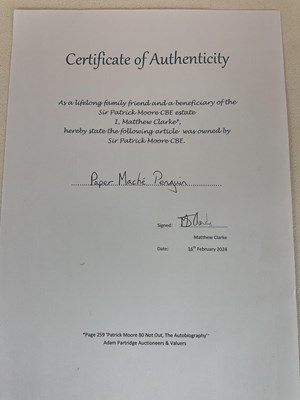 Certificate of Authenticity
As a lifelong family friend and a beneficiary of the
Sir Patrick Moore CBE estate
I, Matthew Clarke*,
hereby state the following article was owned by
Sir Patrick Moore CBE.
Paper Maché Penguin
Signed:
Matthew Clarke
Date: 16th February 2024
*Page 259 'Patrick Moore 80 Not Out, The Autobiography'
Adam Partridge Auctioneers & Valuers